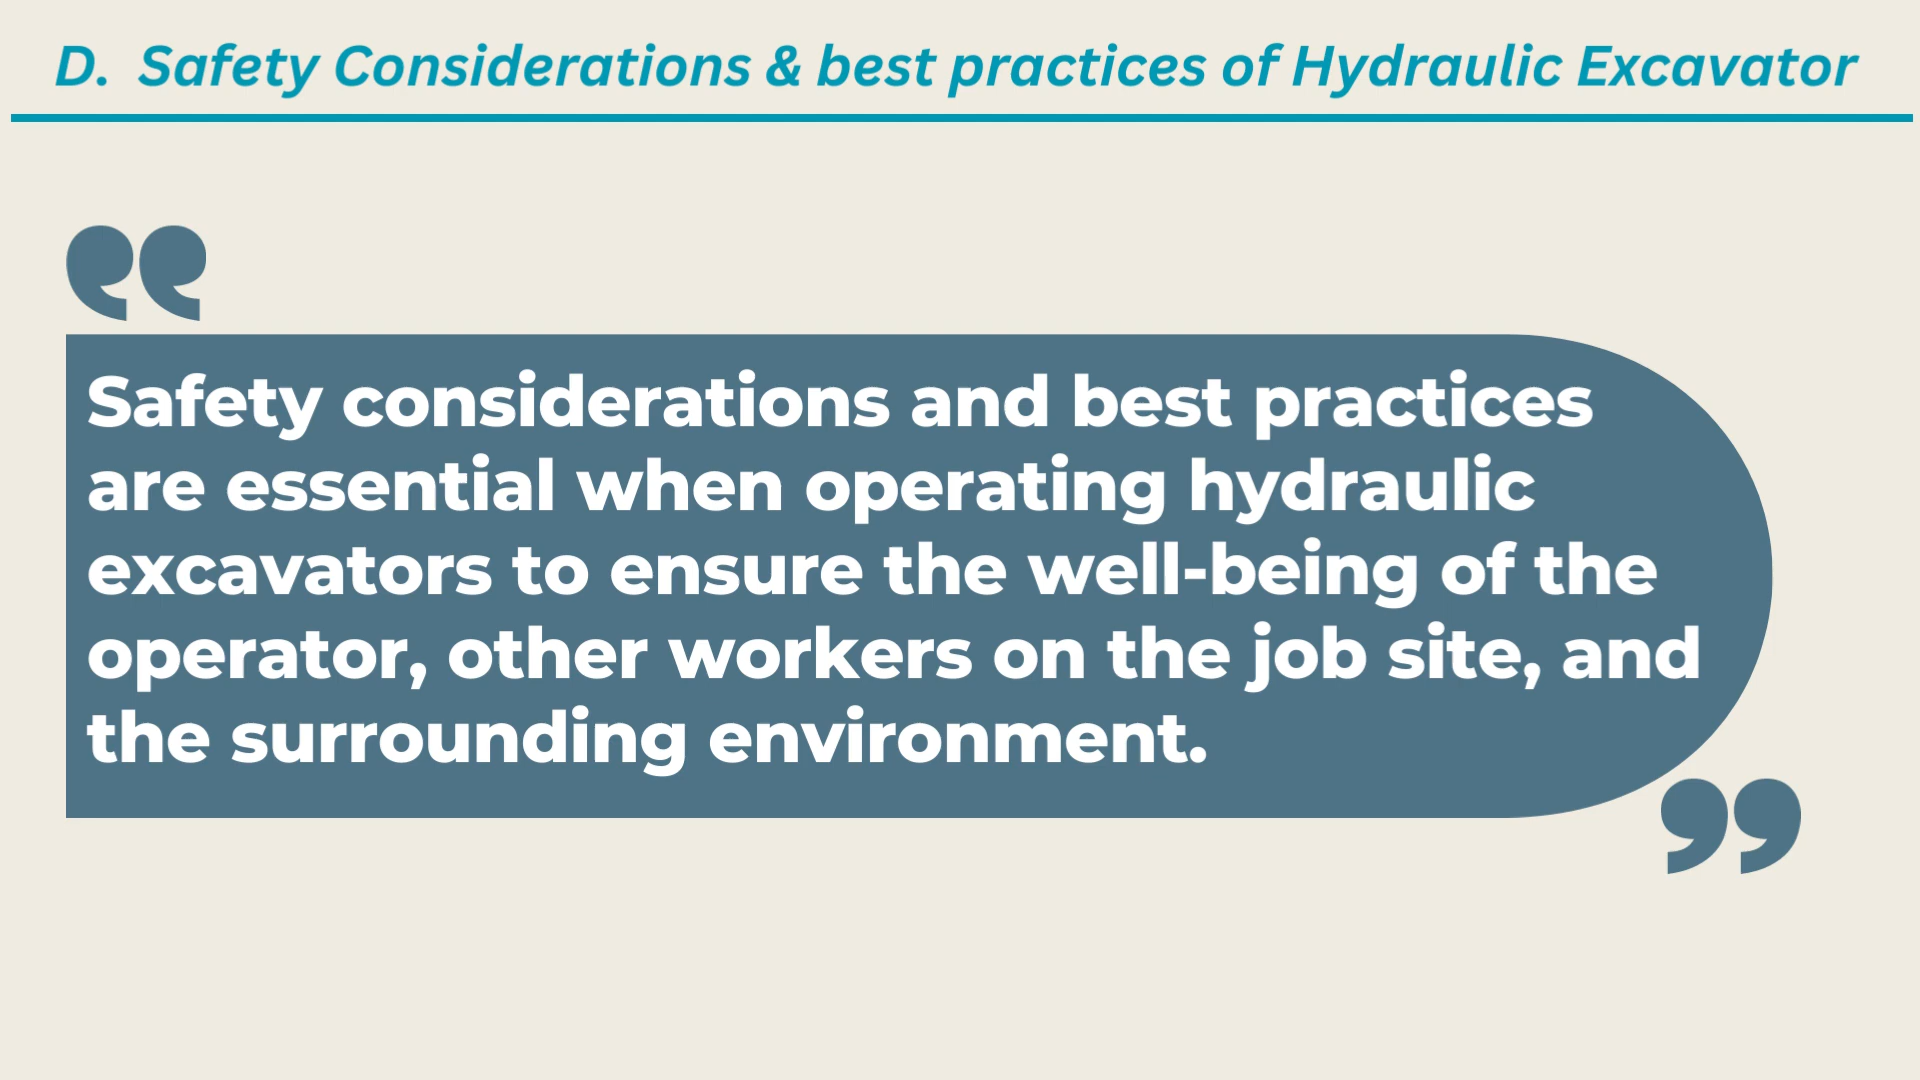 D. Safety Considerations & best practices of Hydraulic Excavator
Safety considerations and best practices
are essential when operating hydraulic
excavators to ensure the well-being of the
operator, other workers on the job site, and
the surrounding environment.